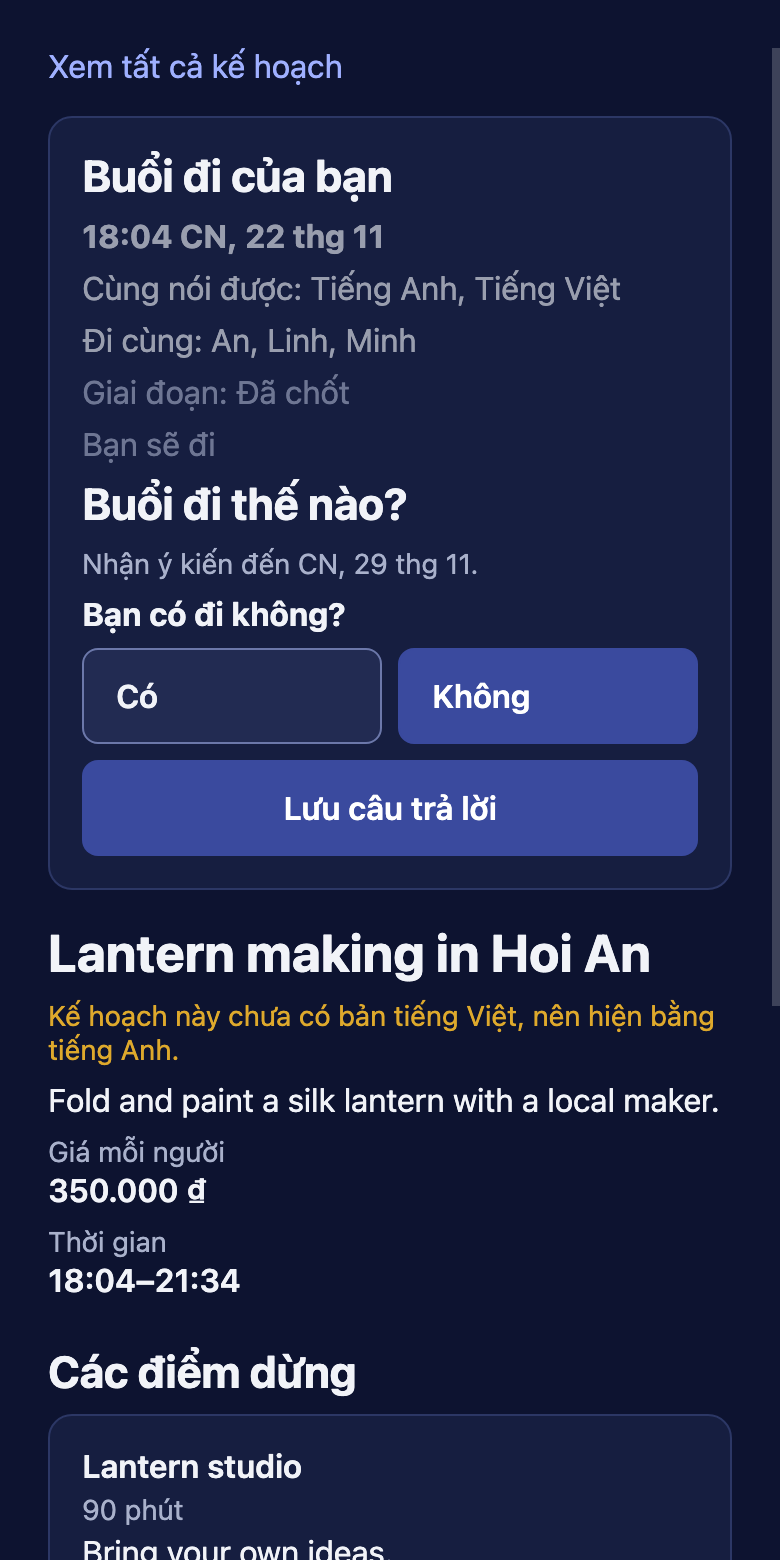 Xem tất cả kế hoạch
Buổi đi của bạn
18:04 CN, 22 thg 11
Cùng nói được: Tiếng Anh, Tiếng Việt
Đi cùng: An, Linh, Minh
Giai đoạn: Đã chốt
Bạn sẽ đi
Buổi đi thế nào?
Nhận ý kiến đến CN, 29 thg 11.
Bạn có đi không?
Có
Không
Lưu câu trả lời
Lantern making in Hoi An
Kế hoạch này chưa có bản tiếng Việt, nên hiện bằng
tiếng Anh.
Fold and paint a silk lantern with a local maker.
Giá mỗi người
350.000 ₫
Thời gian
18:04–21:34
Các điểm dừng
Lantern studio
90 phút
Bring your own ideas.